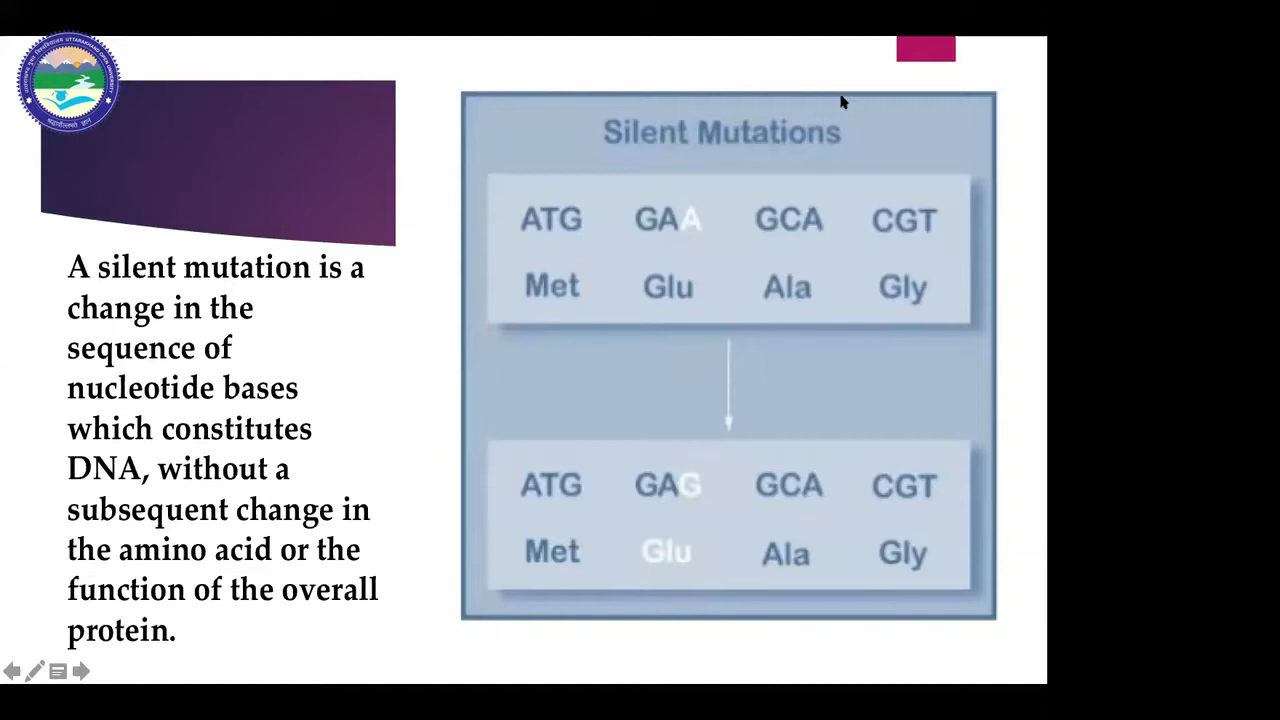 A silent mutation is a
change in the
sequence of
nucleotide bases
which constitutes
DNA, without a
subsequent change in
the amino acid or the
function of the overall
protein.
Silent Mutations
ATG GAA GCA CGT
Met Glu Ala Gly
ATG GAG GCA CGT
Met Glu Ala Gly